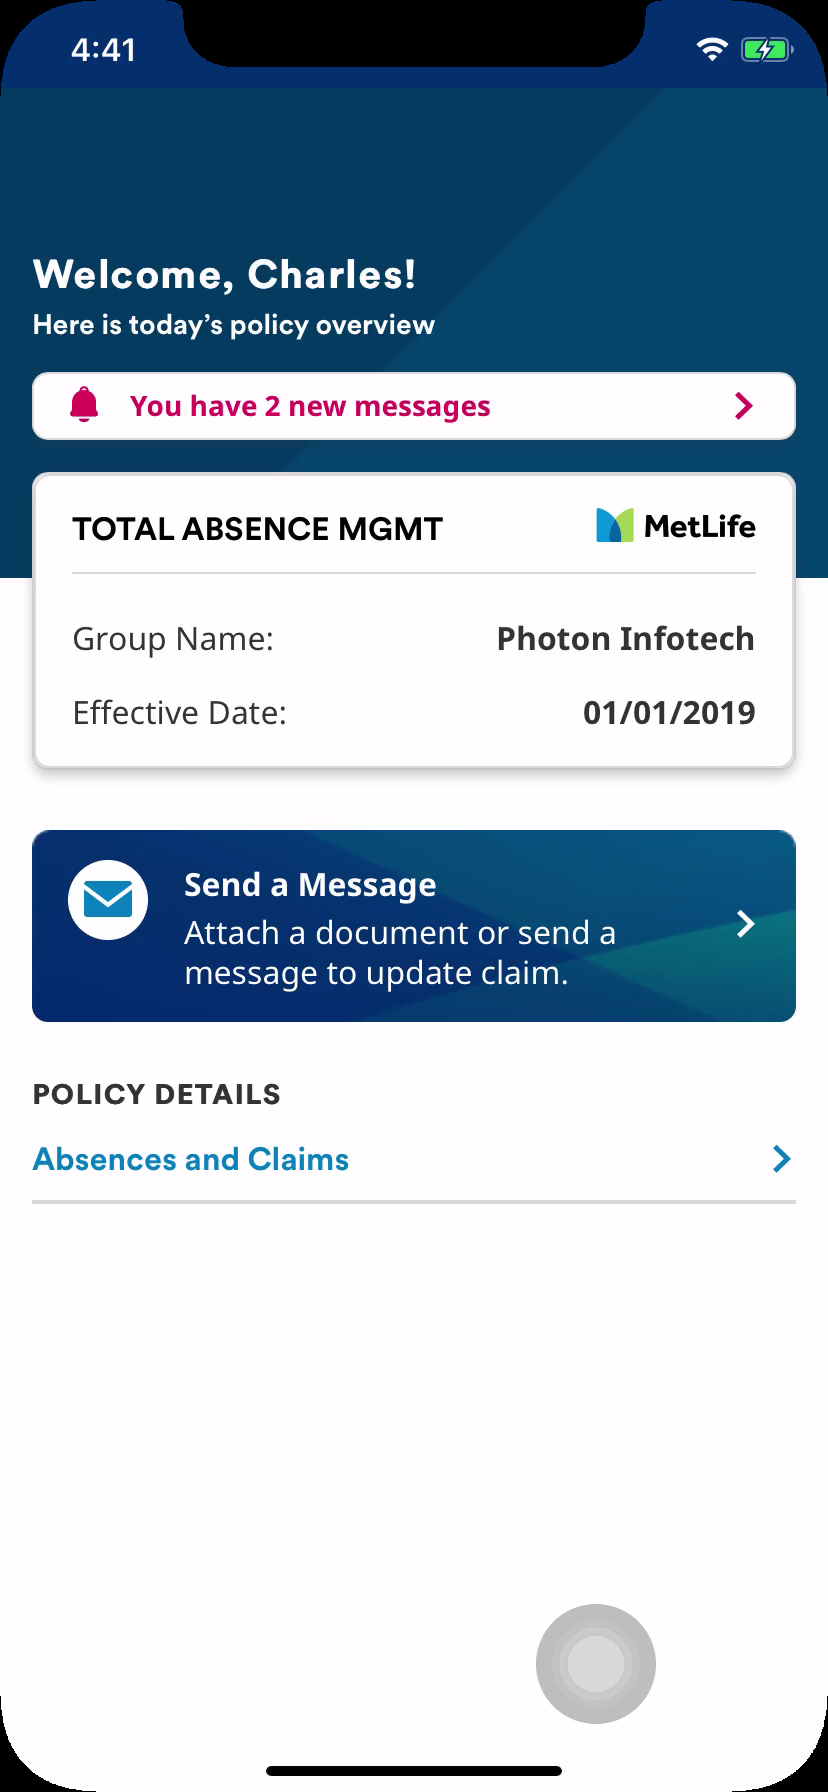 4:41
Welcome, Charles!
Here is today’s policy overview
You have 2 new messages
TOTAL ABSENCE MGMT
MetLife
Group Name: Photon Infotech
Effective Date: 01/01/2019
Send a Message
Attach a document or send a
message to update claim.
POLICY DETAILS
Absences and Claims